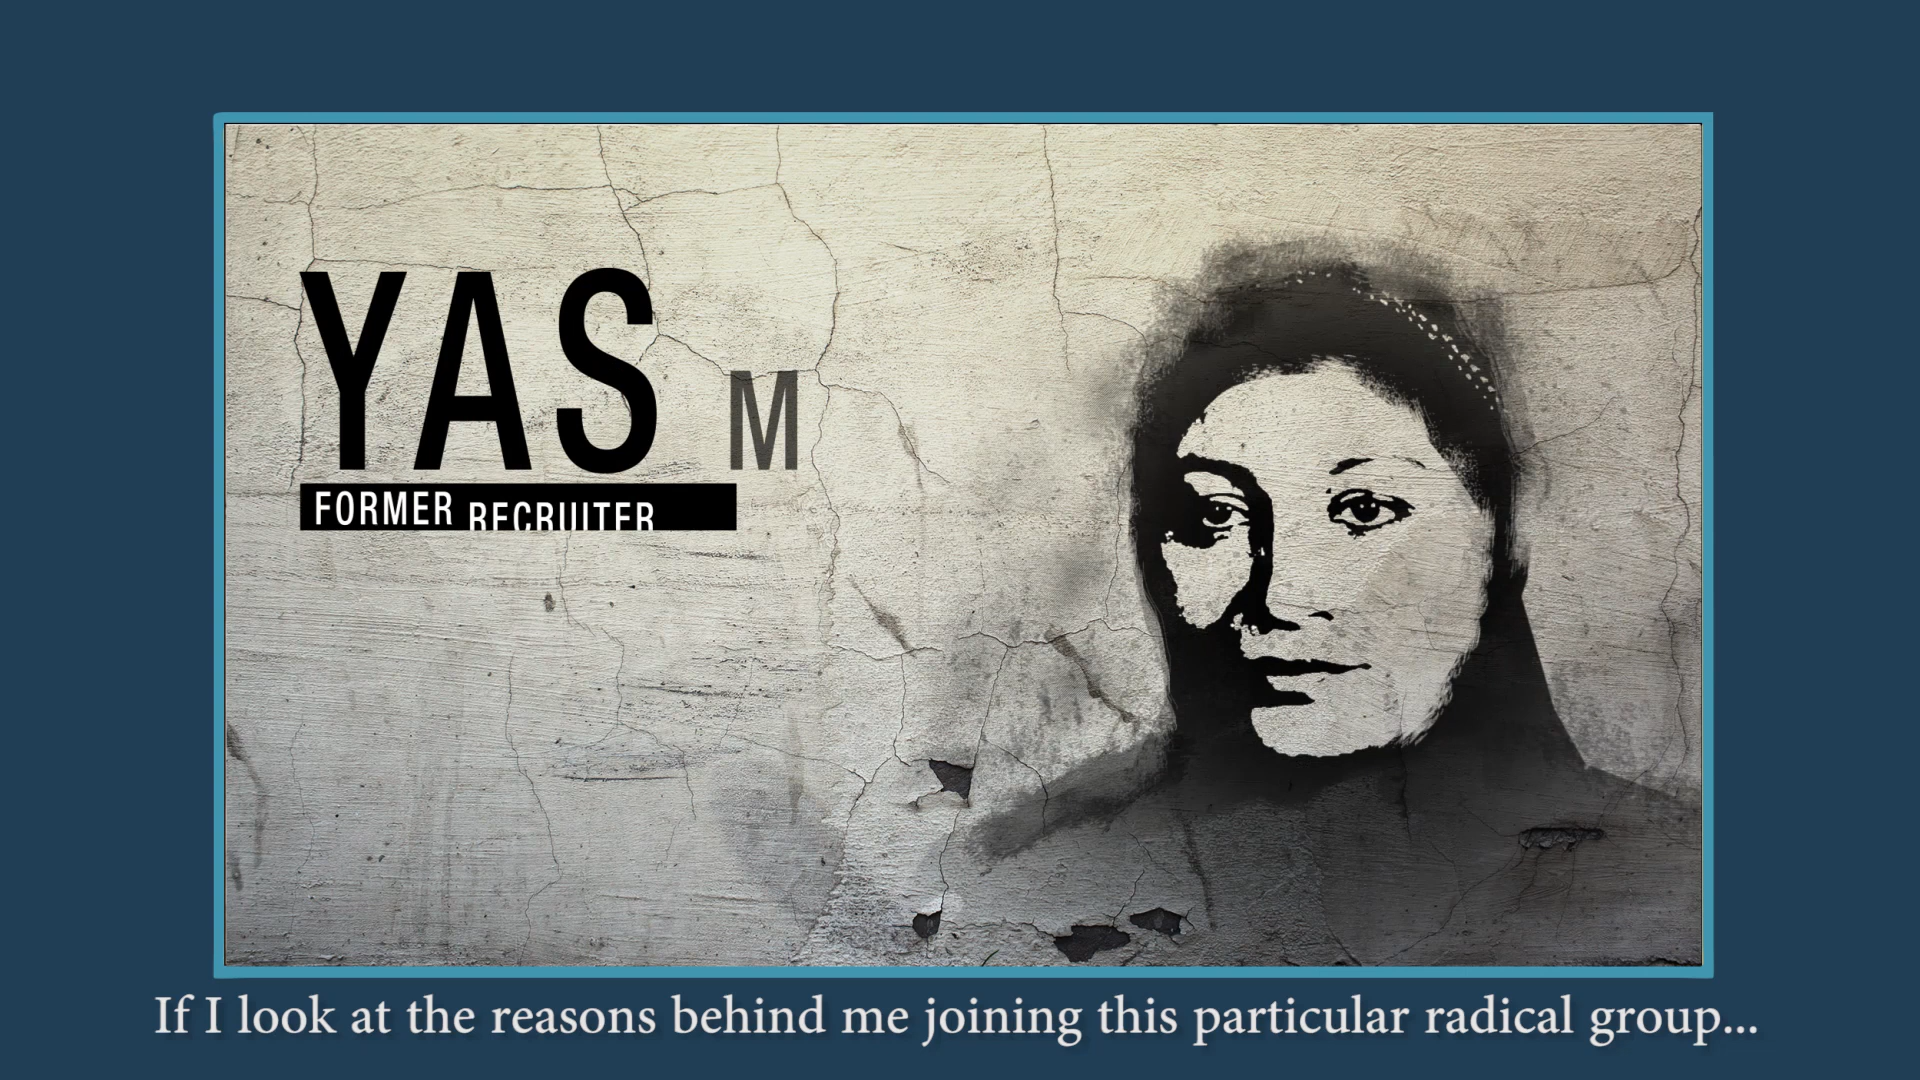 YAS M
FORMER RECRUITER
If I look at the reasons behind me joining this particular radical group...